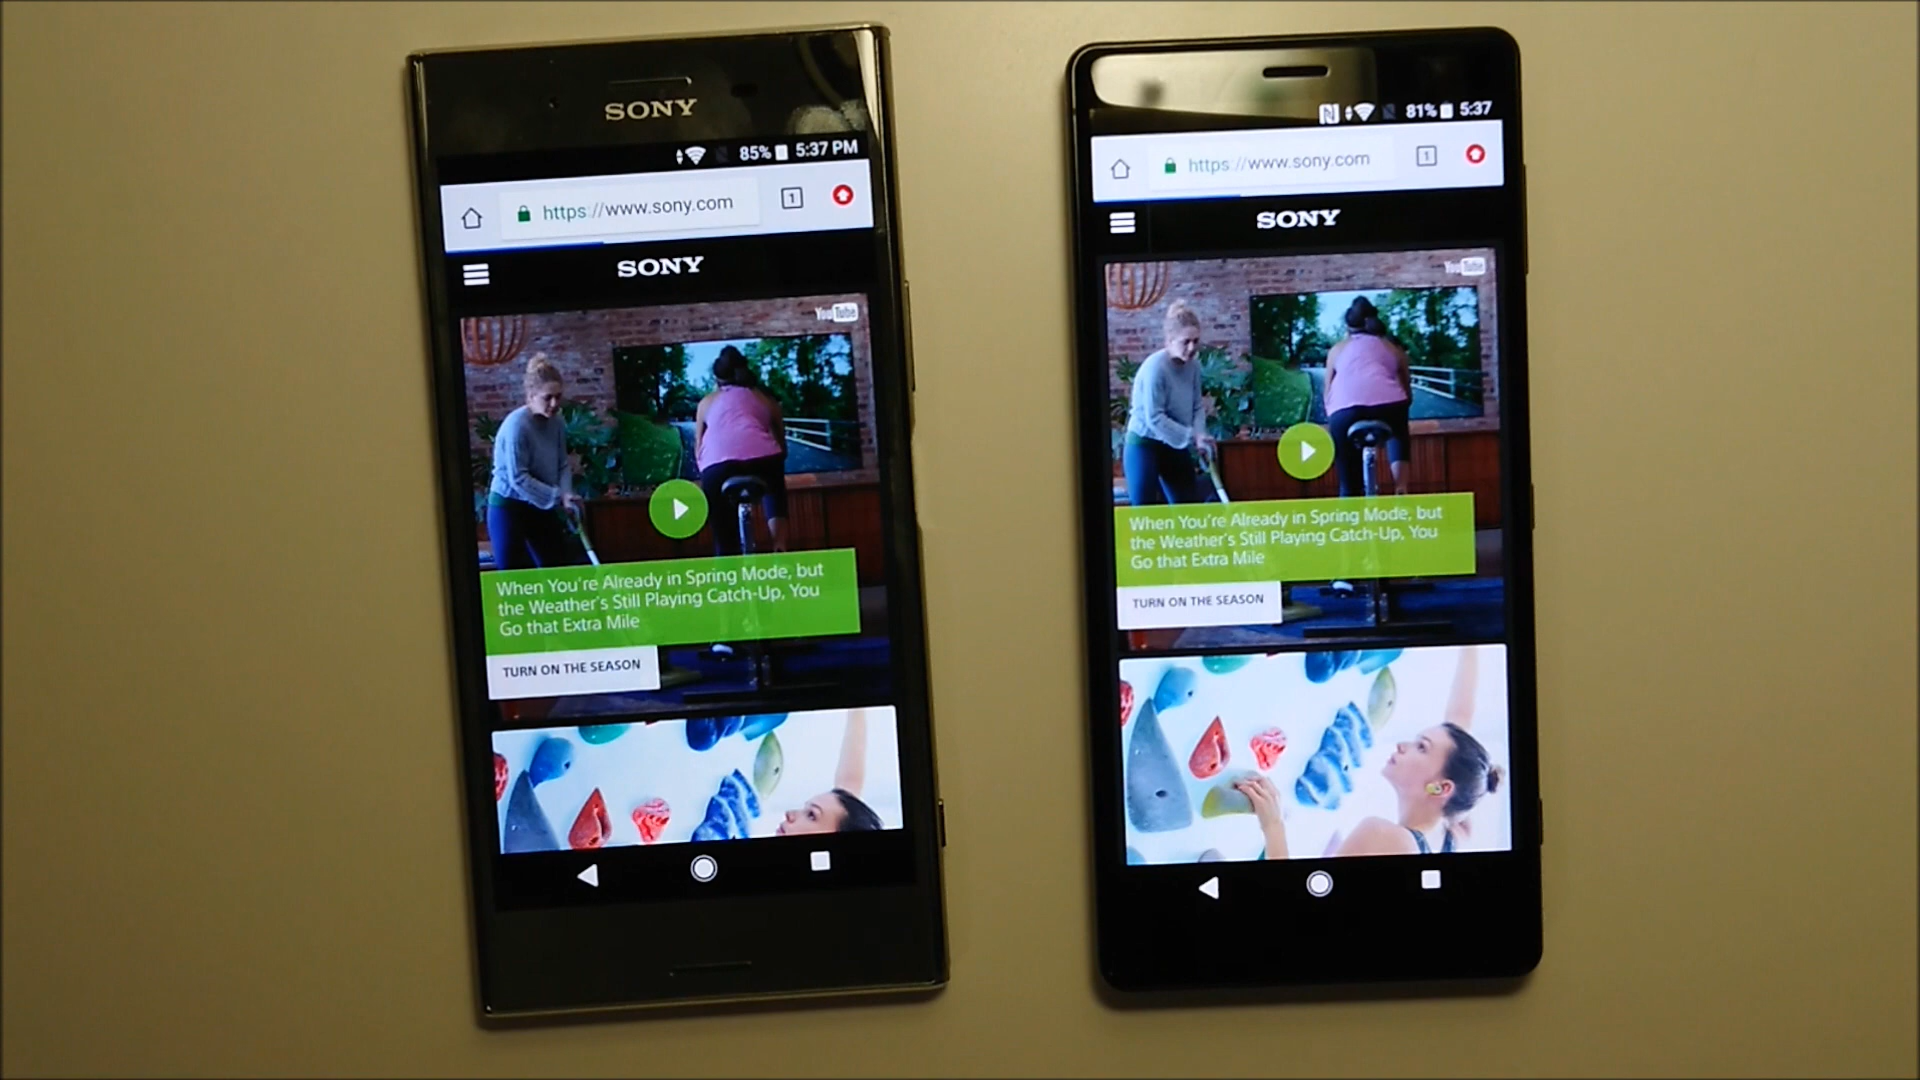 SONY
85% 5:37 PM
https://www.sony.com 1
SONY
YouTube
When You're Already in Spring Mode, but
the Weather's Still Playing Catch-Up, You
Go that Extra Mile
TURN ON THE SEASON
81% 5:37
https://www.sony.com 1
SONY
YouTube
When You're Already in Spring Mode, but
the Weather's Still Playing Catch-Up, You
Go that Extra Mile
TURN ON THE SEASON